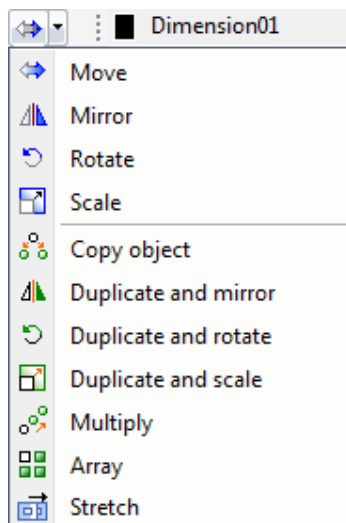 Dimension01
Move
Mirror
Rotate
Scale
Copy object
Duplicate and mirror
Duplicate and rotate
Duplicate and scale
Multiply
Array
Stretch